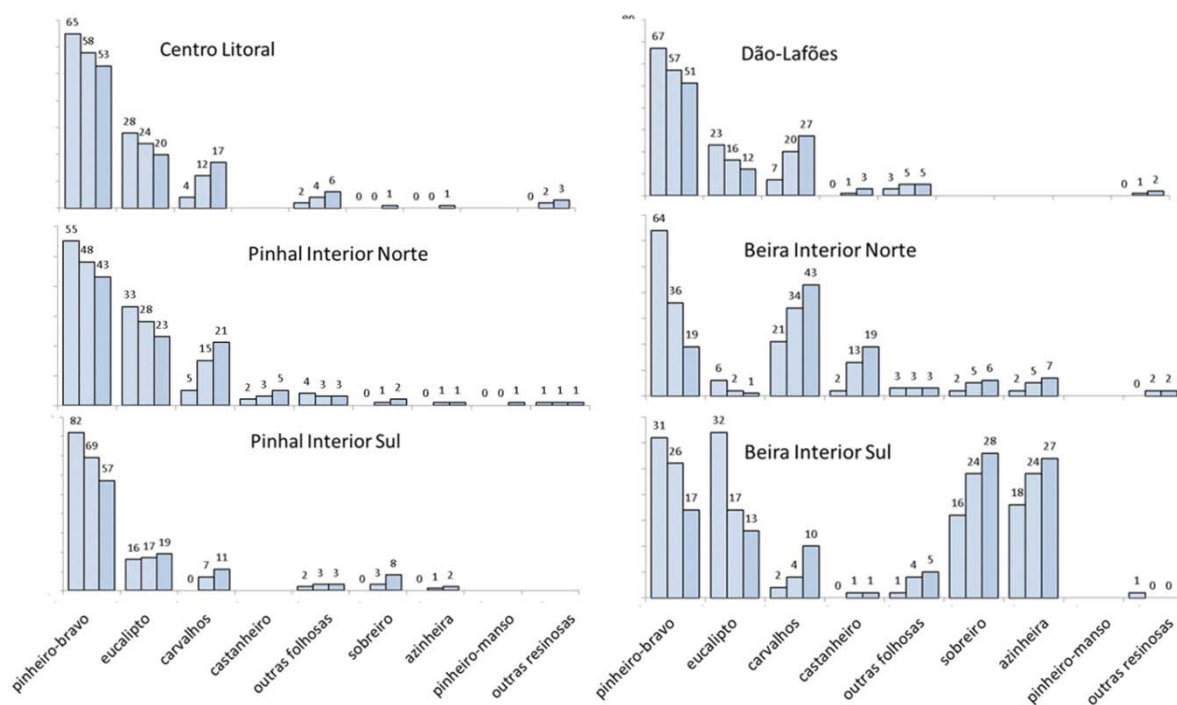 Centro Litoral
65 58 53 28 24 20 4 12 17 2 4 6 0 0 1 0 0 1 0 2 3
Pinhal Interior Norte
55 48 43 33 28 23 5 15 21 2 3 5 4 3 3 0 1 2 0 1 1 0 0 1 1 1 1
Pinhal Interior Sul
82 69 57 16 17 19 0 7 11 2 3 3 0 3 8 0 1 2
pinheiro-bravo
eucalipto
carvalhos
castanheiro
outras folhosas
sobreiro
azinheira
pinheiro-manso
outras resinosas
Dão-Lafões
67 57 51 23 16 12 7 20 27 0 1 3 3 5 5 0 1 2
Beira Interior Norte
64 36 19 6 2 1 21 34 43 2 13 19 3 3 3 2 5 6 2 5 7 0 2 2
Beira Interior Sul
31 26 17 32 17 13 2 4 10 0 1 1 1 4 5 16 24 28 18 24 27 1 0 0
pinheiro-bravo
eucalipto
carvalhos
castanheiro
outras folhosas
sobreiro
azinheira
pinheiro-manso
outras resinosas